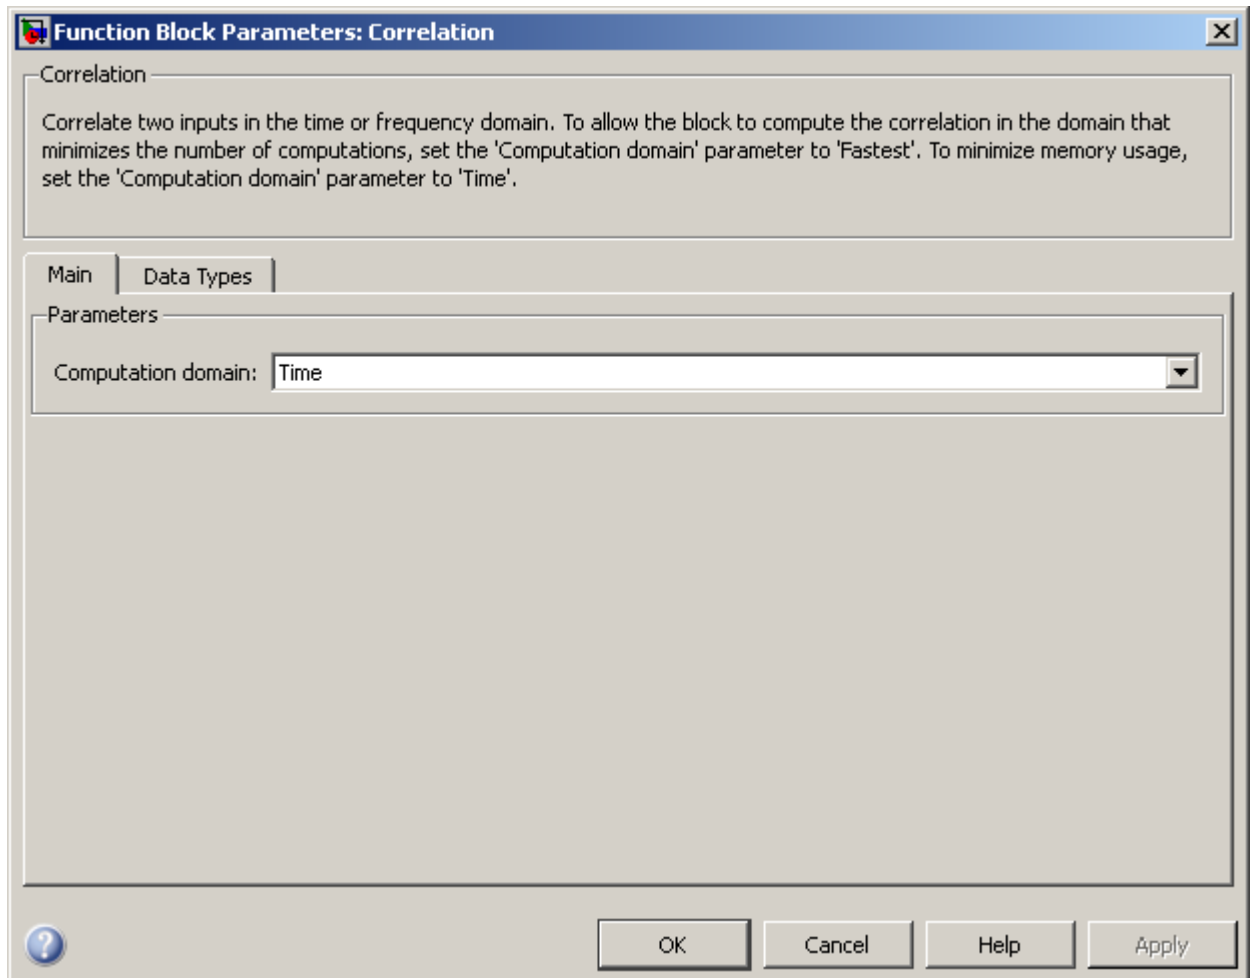 Function Block Parameters: Correlation
Correlation
Correlate two inputs in the time or frequency domain. To allow the block to compute the correlation in the domain that
minimizes the number of computations, set the 'Computation domain' parameter to 'Fastest'. To minimize memory usage,
set the 'Computation domain' parameter to 'Time'.
Main Data Types
Parameters
Computation domain: Time
? OK Cancel Help Apply